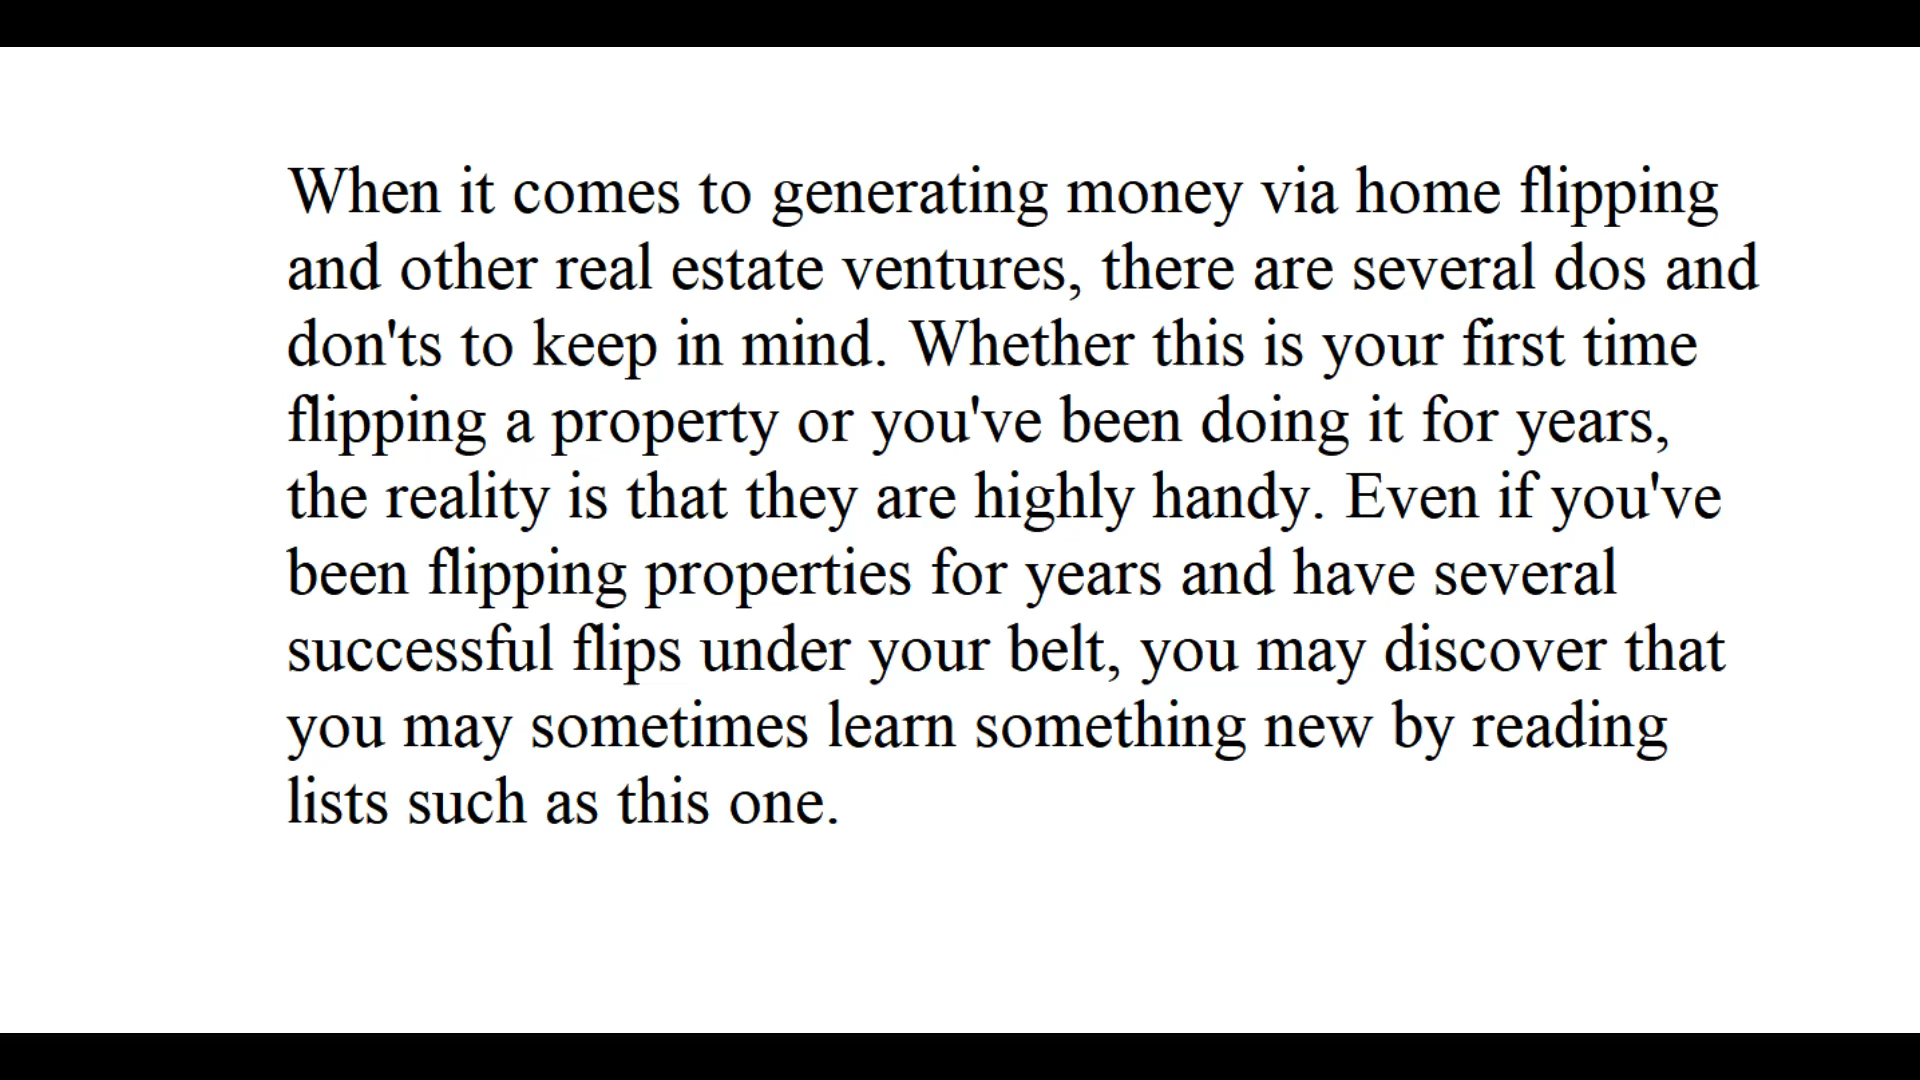 When it comes to generating money via home flipping
and other real estate ventures, there are several dos and
don'ts to keep in mind. Whether this is your first time
flipping a property or you've been doing it for years,
the reality is that they are highly handy. Even if you've
been flipping properties for years and have several
successful flips under your belt, you may discover that
you may sometimes learn something new by reading
lists such as this one.